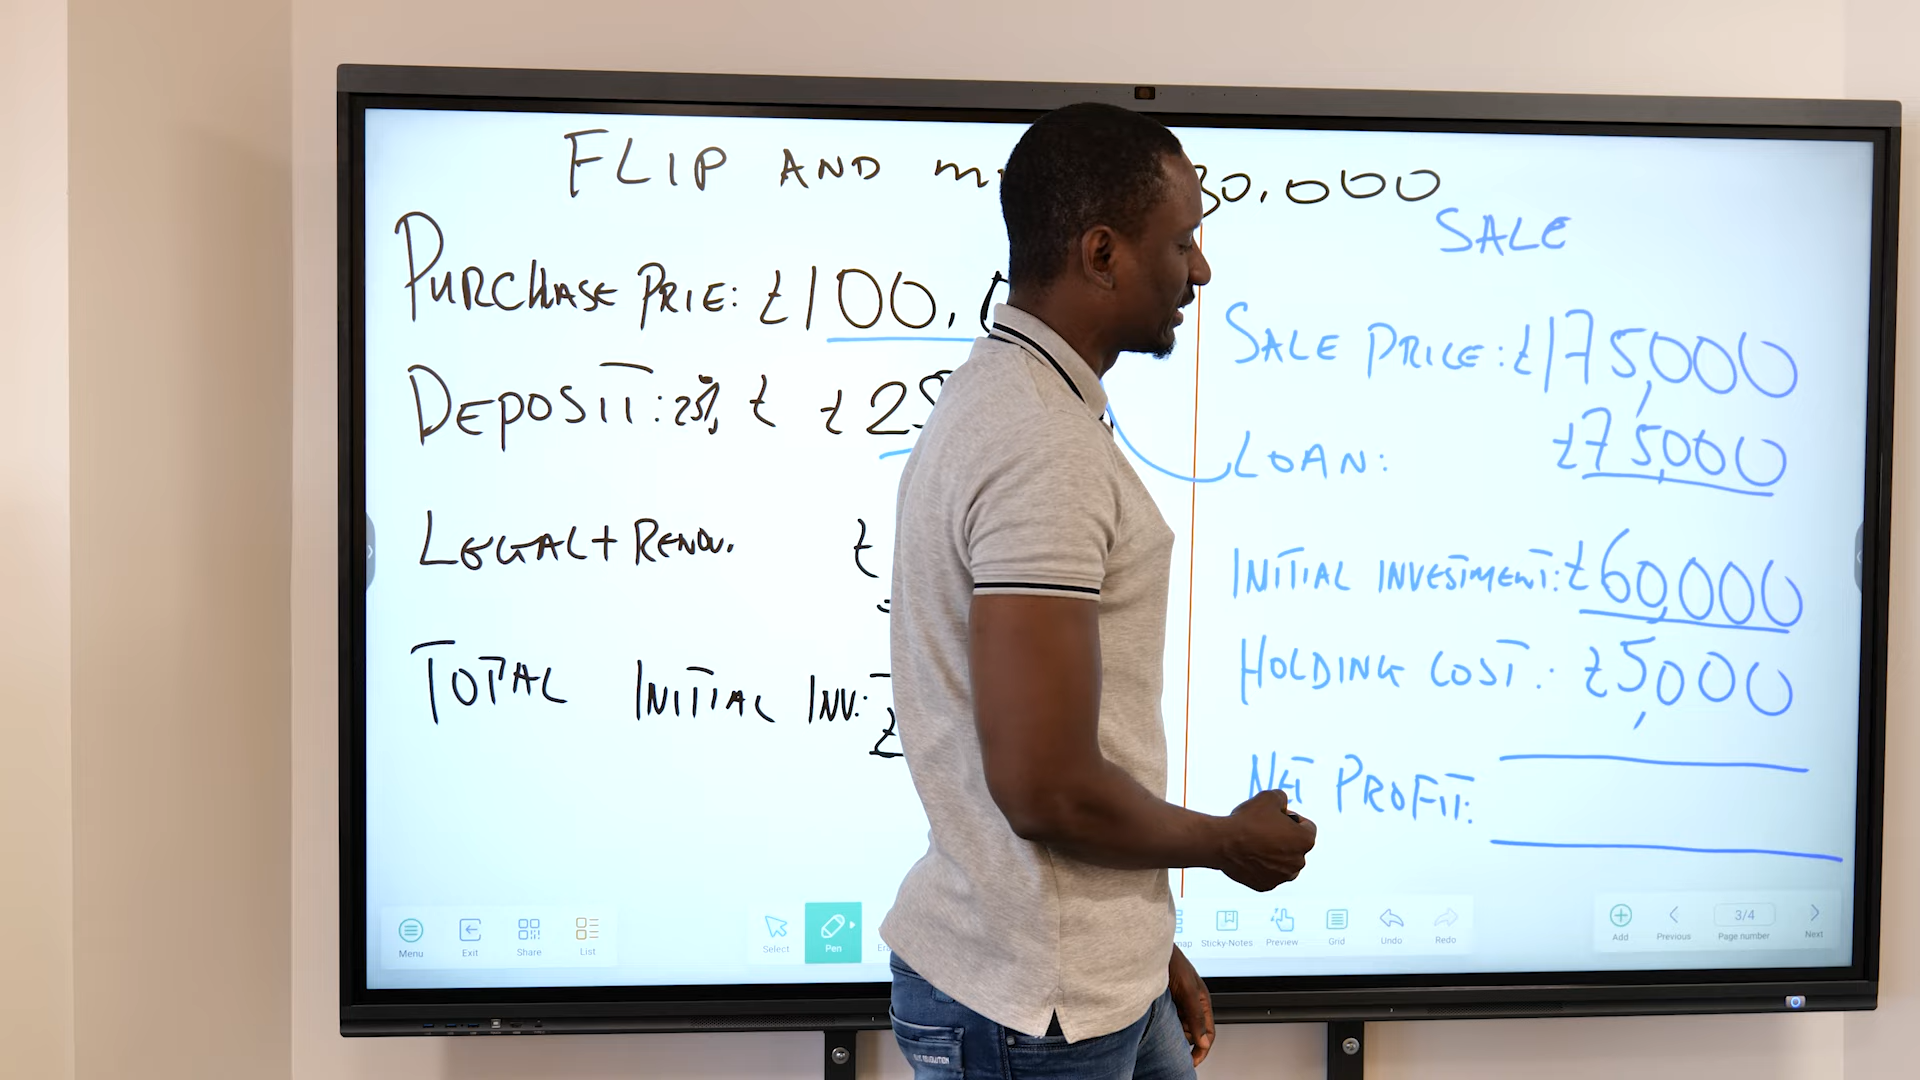 FLIP AND 30.000
PURCHASE PRIE: £100,0
DEPOSIT: 25% £ £25
LEGAL + RENOV. £
TOTAL INITIAL INV: £
SALE
SALE PRICE: £175,000
LOAN: £75,000
INITIAL INVESTMENT: £60,000
HOLDING COST: £5,000
NET PROFIT:
Menu
Exit
Share
List
Select
Pen
Sticky-Notes
Preview
Grid
Undo
Redo
Add
Previous
3/4
Page number
Next